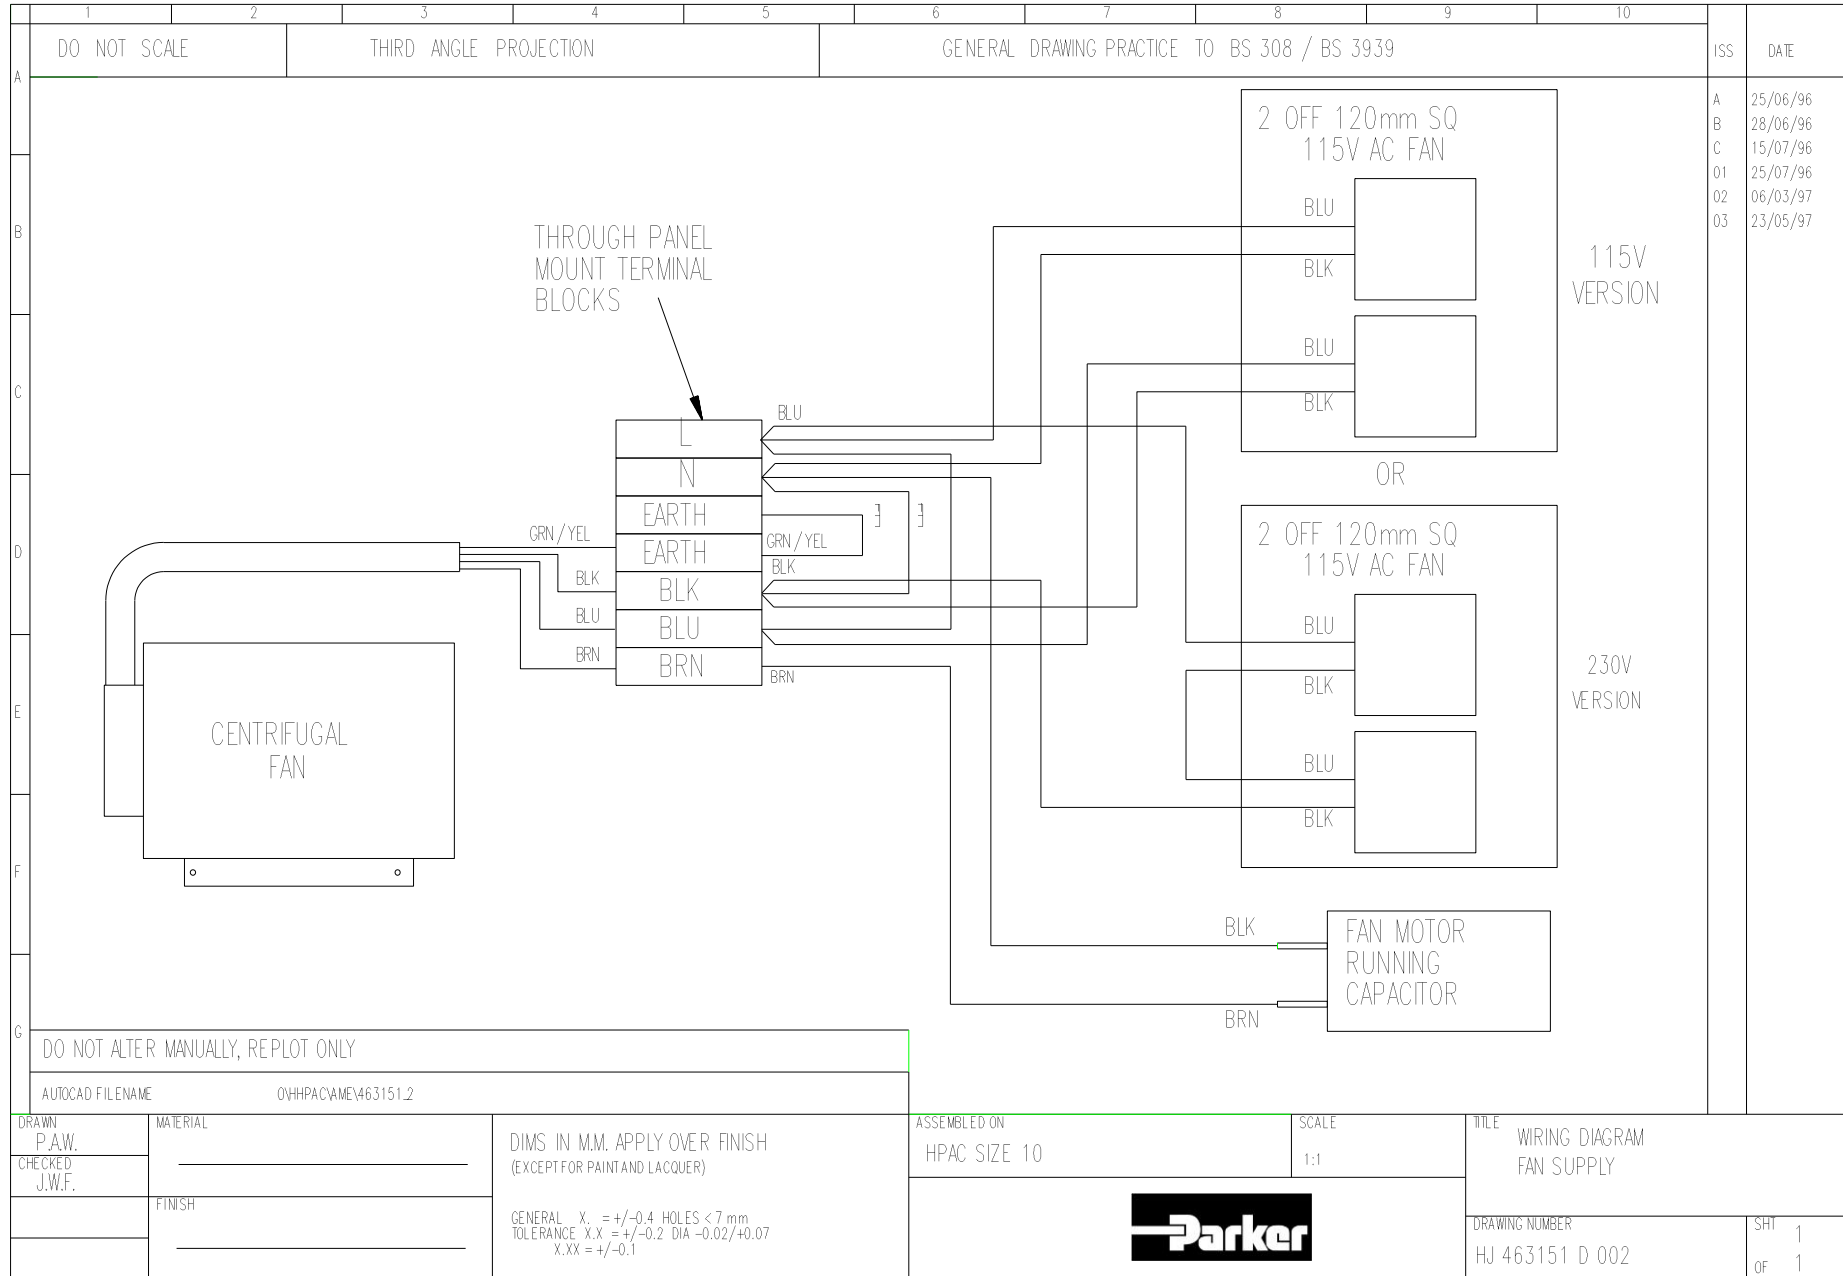 1 2 3 4 5 6 7 8 9 10
DO NOT SCALE
THIRD ANGLE PROJECTION
GENERAL DRAWING PRACTICE TO BS 308 / BS 3939
ISS DATE
A 25/06/96
B 28/06/96
C 15/07/96
01 25/07/96
02 06/03/97
03 23/05/97
A
B
C
D
E
F
G
2 OFF 120mm SQ
115V AC FAN
BLU
BLK
BLU
BLK
115V
VERSION
OR
2 OFF 120mm SQ
115V AC FAN
BLU
BLK
BLU
BLK
230V
VERSION
THROUGH PANEL
MOUNT TERMINAL
BLOCKS
BLU
L
N
EARTH
EARTH
BLK
BLU
BRN
GRN/YEL
BLK
BLU
BRN
GRN/YEL
BLK
BRN
CENTRIFUGAL
FAN
BLK
BRN
FAN MOTOR
RUNNING
CAPACITOR
DO NOT ALTER MANUALLY, REPLOT ONLY
AUTOCAD FILENAME O\HHPAC\AME\463151_2
DRAWN
P.A.W.
CHECKED
J.W.F.
MATERIAL
FINISH
DIMS IN M.M. APPLY OVER FINISH
(EXCEPT FOR PAINT AND LACQUER)
GENERAL X. =+/-0.4 HOLES < 7 mm
TOLERANCE X.X =+/-0.2 DIA -0.02/+0.07
X.XX =+/-0.1
ASSEMBLED ON
HPAC SIZE 10
SCALE
1:1
Parker
TITLE
WIRING DIAGRAM
FAN SUPPLY
DRAWING NUMBER
HJ 463151 D 002
SHT 1
OF 1